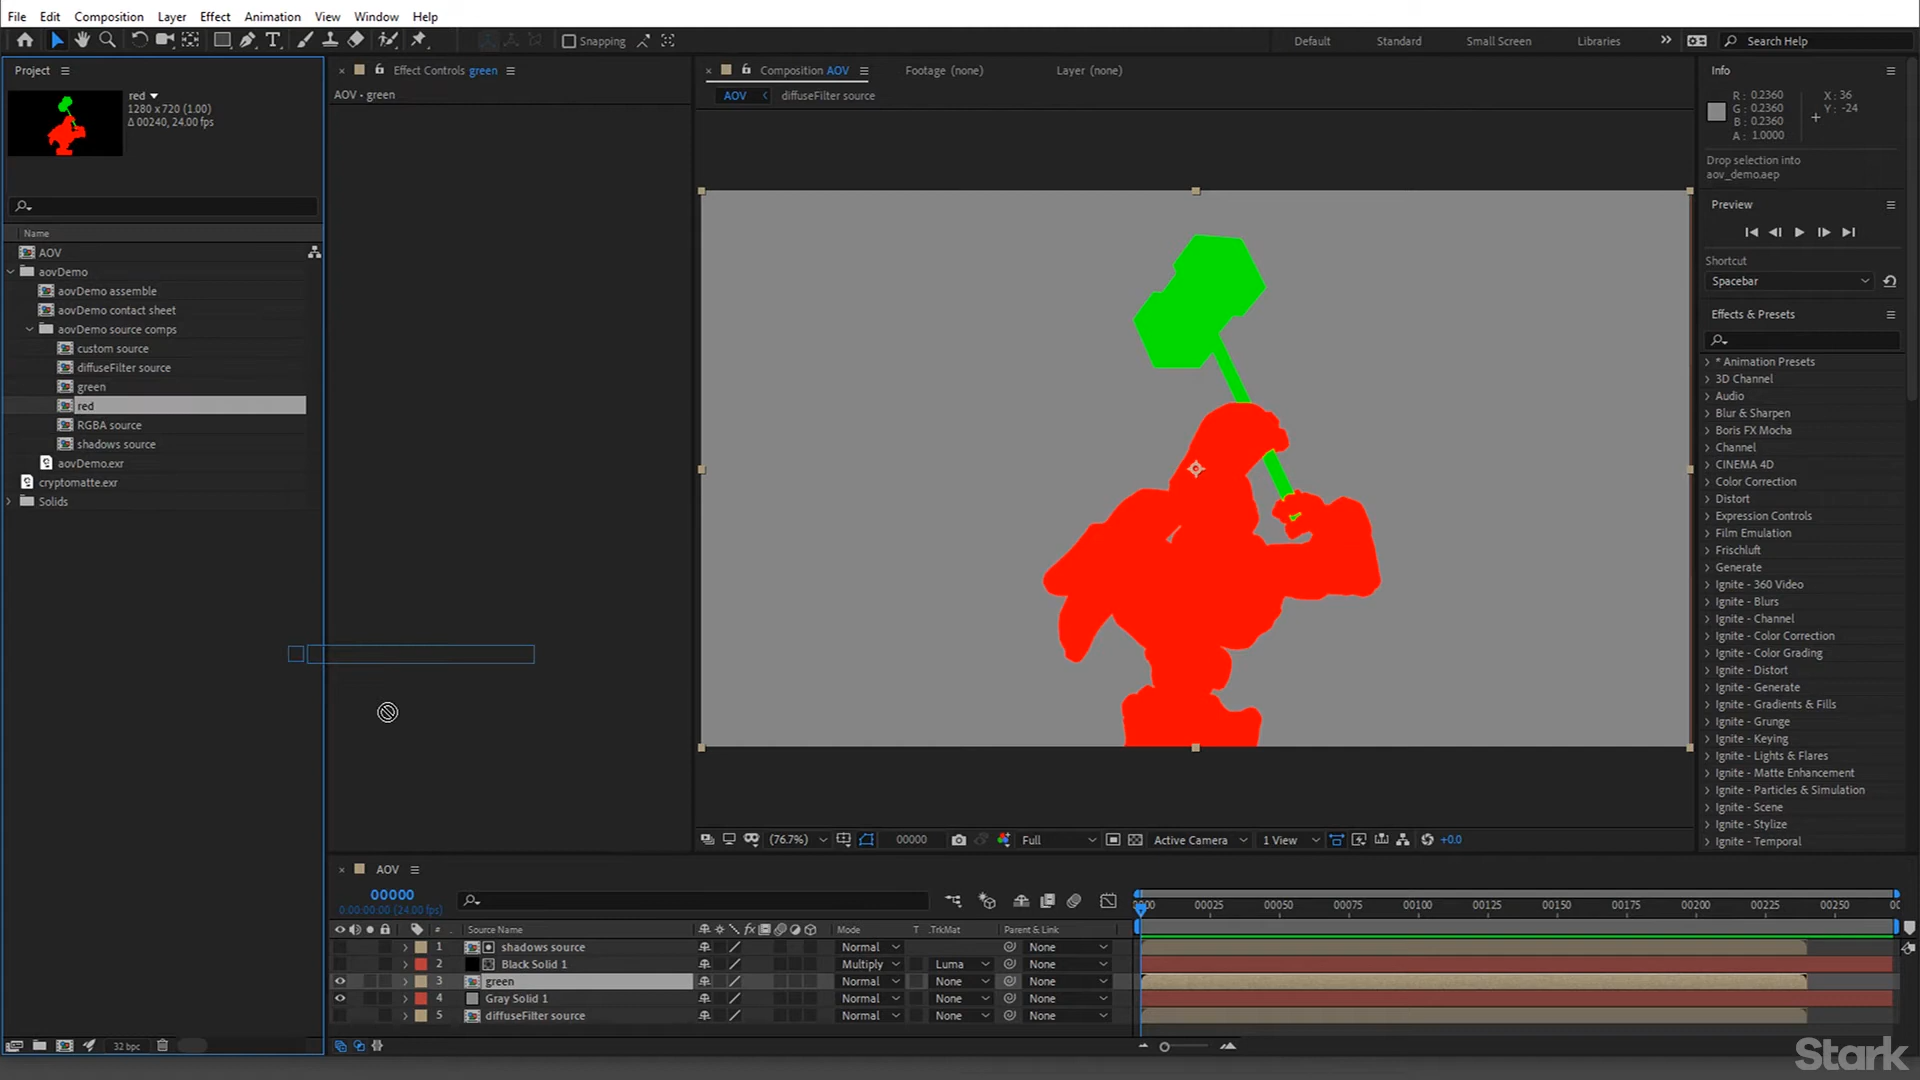 File Edit Composition Layer Effect Animation View Window Help
Snapping
Default Standard Small Screen Libraries Search Help
Project
red
1280 x 720 (1.00)
Δ 00240, 24.00 fps
Name
AOV
aovDemo
aovDemo assemble
aovDemo contact sheet
aovDemo source comps
custom source
diffuseFilter source
green
red
RGBA source
shadows source
aovDemo.exr
cryptomatte.exr
Solids
32 bpc
Effect Controls green
AOV • green
Composition AOV Footage (none) Layer (none)
AOV diffuseFilter source
(76.7%) 00000 Full Active Camera 1 View +0.0
Info
R: 0.2360
G: 0.2360
B: 0.2360
A: 1.0000
X: 36
Y: -24
Drop selection into
aov_demo.aep
Preview
Shortcut
Spacebar
Effects & Presets
* Animation Presets
3D Channel
Audio
Blur & Sharpen
Boris FX Mocha
Channel
CINEMA 4D
Color Correction
Distort
Expression Controls
Film Emulation
Frischluft
Generate
Ignite - 360 Video
Ignite - Blurs
Ignite - Channel
Ignite - Color Correction
Ignite - Color Grading
Ignite - Distort
Ignite - Generate
Ignite - Gradients & Fills
Ignite - Grunge
Ignite - Keying
Ignite - Lights & Flares
Ignite - Matte Enhancement
Ignite - Particles & Simulation
Ignite - Scene
Ignite - Stylize
Ignite - Temporal
AOV
00000
0:00:00:00 (24.00 fps)
0000 00025 00050 00075 00100 00125 00150 00175 00200 00225 00250
# Source Name Mode T .TrkMat Parent & Link
1 shadows source Normal None
2 Black Solid 1 Multiply Luma None
3 green Normal None None
4 Gray Solid 1 Normal None None
5 diffuseFilter source Normal None None
Stark